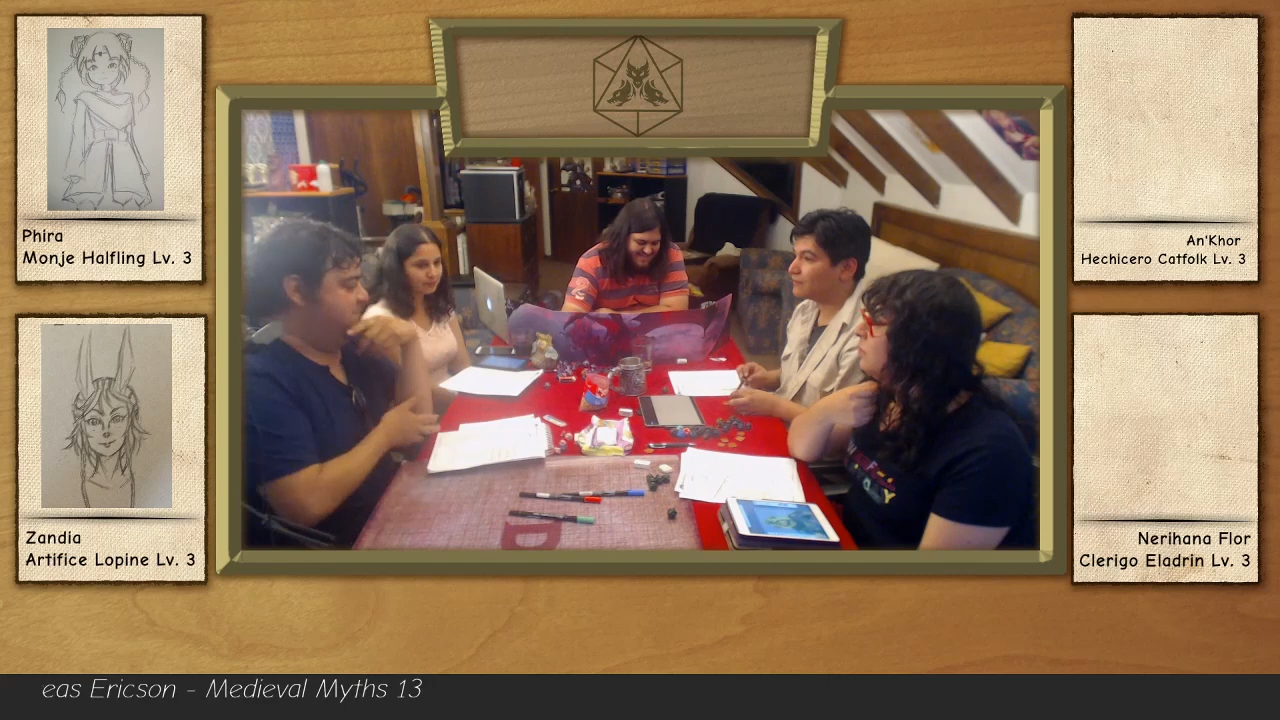 Phira
Monje Halfling Lv. 3
Zandia
Artifice Lopine Lv. 3
An'Khor
Hechicero Catfolk Lv. 3
Nerihana Flor
Clerigo Eladrin Lv. 3
D
eas Ericson - Medieval Myths 13